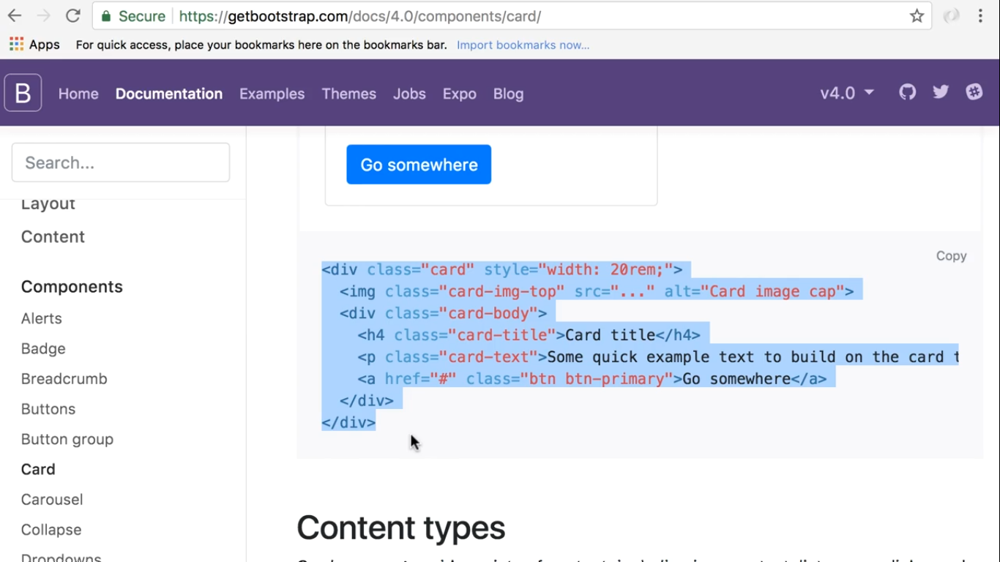 Secure https://getbootstrap.com/docs/4.0/components/card/
Apps For quick access, place your bookmarks here on the bookmarks bar. Import bookmarks now...
B Home Documentation Examples Themes Jobs Expo Blog v4.0
Search...
Layout
Content
Components
Alerts
Badge
Breadcrumb
Buttons
Button group
Card
Carousel
Collapse
Dropdowns
Go somewhere
Copy
<div class="card" style="width: 20rem;">
<img class="card-img-top" src="..." alt="Card image cap">
<div class="card-body">
<h4 class="card-title">Card title</h4>
<p class="card-text">Some quick example text to build on the card t
<a href="#" class="btn btn-primary">Go somewhere</a>
</div>
</div>
Content types